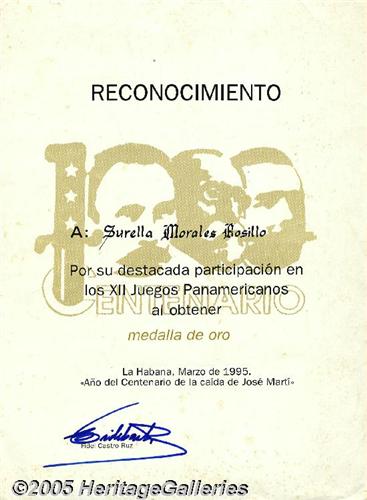 RECONOCIMIENTO
100
A: Surella Morales Bosillo
Por su destacada participación en
los XII Juegos Panamericanos
al obtener
CENTENARIO
medalla de oro
La Habana, Marzo de 1995.
«Año del Centenario de la caída de José Martí»
Fidel Castro Ruz
©2005 HeritageGalleries